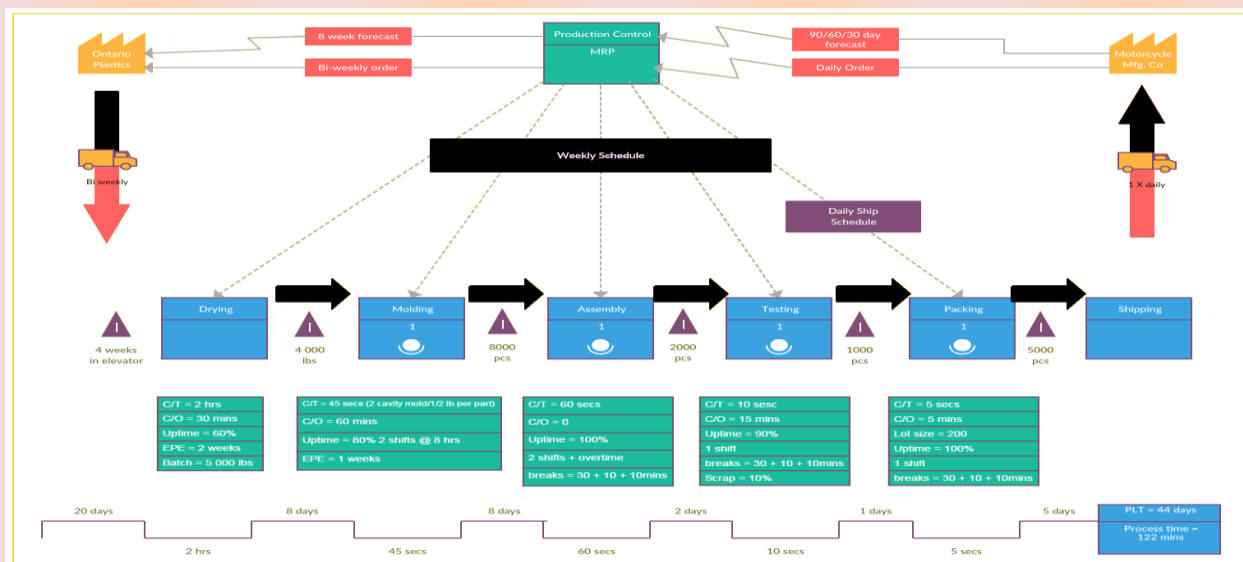 Ontario
Plastics
8 week forecast
Bi-weekly order
Production Control
MRP
90/60/30 day
forecast
Daily Order
Motorcycle
Mfg. Co
Weekly Schedule
Bi weekly
1 X daily
Daily Ship
Schedule
I
4 weeks
in elevator
Drying
I
4 000
lbs
Molding
1
I
8000
pcs
Assembly
1
I
2000
pcs
Testing
1
I
1000
pcs
Packing
1
I
5000
pcs
Shipping
C/T = 2 hrs
C/O = 30 mins
Uptime = 60%
EPE = 2 weeks
Batch = 5 000 lbs
C/T = 45 secs (2 cavity mold/1/2 lb per part)
C/O = 60 mins
Uptime = 80% 2 shifts @ 8 hrs
EPE = 1 weeks
C/T = 60 secs
C/O = 0
Uptime = 100%
2 shifts + overtime
breaks = 30 + 10 + 10mins
C/T = 10 sesc
C/O = 15 mins
Uptime = 90%
1 shift
breaks = 30 + 10 + 10mins
Scrap = 10%
C/T = 5 secs
C/O = 5 mins
Lot size = 200
Uptime = 100%
1 shift
breaks = 30 + 10 + 10mins
20 days
2 hrs
8 days
45 secs
8 days
60 secs
2 days
10 secs
1 days
5 secs
5 days
PLT = 44 days
Process time =
122 mins